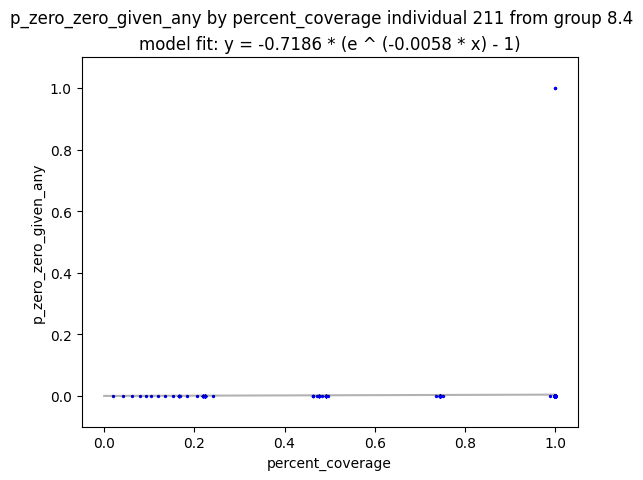 p_zero_zero_given_any by percent_coverage individual 211 from group 8.4
model fit: y = -0.7186 * (e ^ (-0.0058 * x) - 1)
1.0
0.8
0.6
0.4
0.2
0.0
p_zero_zero_given_any
0.0 0.2 0.4 0.6 0.8 1.0
percent_coverage